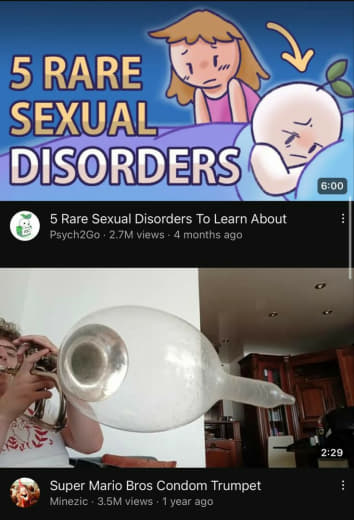 5 RARE
SEXUAL
DISORDERS
6:00
5 Rare Sexual Disorders To Learn About
Psych2Go · 2.7M views · 4 months ago
2:29
Super Mario Bros Condom Trumpet
Minezic · 3.5M views · 1 year ago